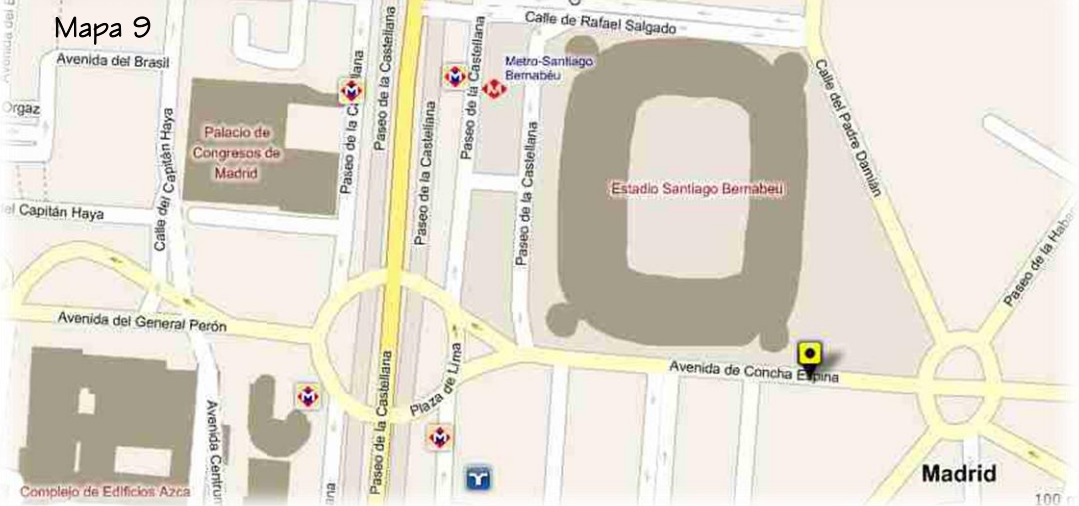 Mapa 9
Calle de Rafael Salgado
Avenida del Brasil
Metro-Santiago
Bernabéu
Orgaz
Paseo de la Castellana
Paseo de la Castellana
Paseo de la Castellana
Paseo de la Castellana
Paseo de la Castellana
Calle del Padre Damián
Palacio de
Congresos de
Madrid
Calle del Capitán Haya
Estadio Santiago Bernabeu
el Capitán Haya
Paseo de la Haba
Avenida del General Perón
Avenida de Concha Espina
Plaza de Lima
Paseo de la Castellana
Avenida Centrum
Complejo de Edificios Azca
na
Madrid
100